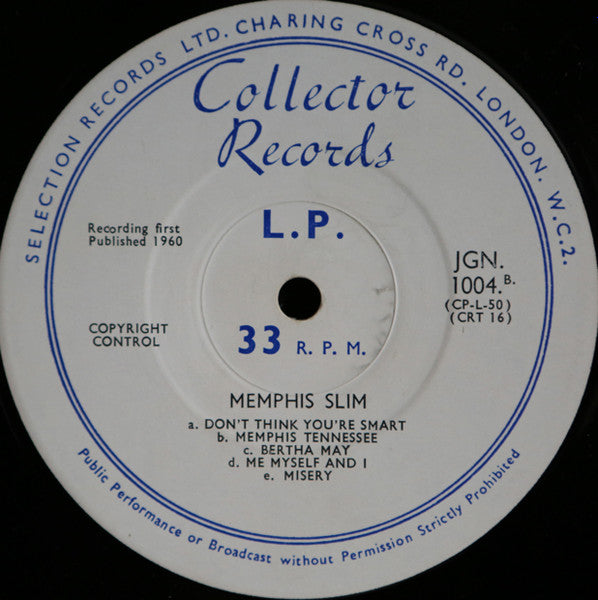 SELECTION RECORDS LTD. CHARING CROSS RD. LONDON. W.C.2.
Collector
Records
L.P.
Recording first
Published 1960
JGN.
1004.B.
(CP-L-50)
(CRT 16)
COPYRIGHT
CONTROL
33 R. P. M.
MEMPHIS SLIM
a. DON'T THINK YOU'RE SMART
b. MEMPHIS TENNESSEE
c. BERTHA MAY
d. ME MYSELF AND I
e. MISERY
Public Performance or Broadcast without Permission Strictly Prohibited